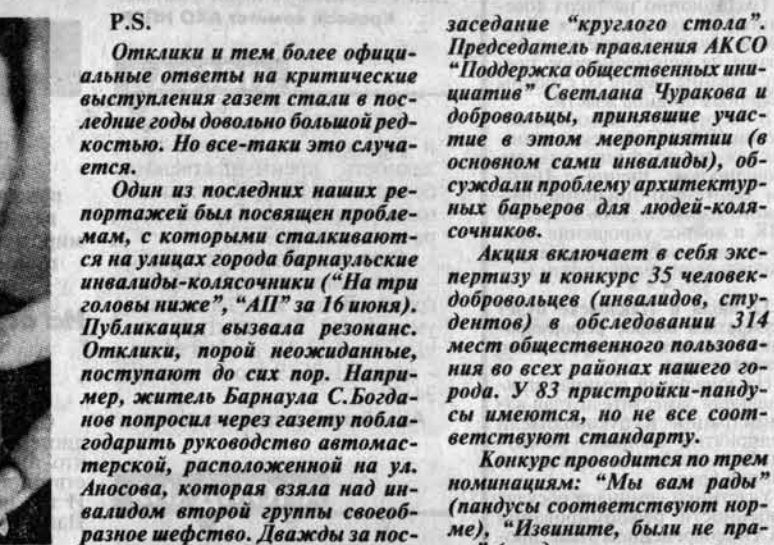 P.S.
Отклики и тем более офици-
альные ответы на критические
выступления газет стали в пос-
ледние годы довольно большой ред-
костью. Но все-таки это случа-
ется.
Один из последних наших ре-
портажей был посвящен пробле-
мам, с которыми сталкивают-
ся на улицах города барнаульские
инвалиды-колясочники (“На три
головы ниже”, “АП” за 16 июня).
Публикация вызвала резонанс.
Отклики, порой неожиданные,
поступают до сих пор. Напри-
мер, житель Барнаула С.Богда-
нов попросил через газету побла-
годарить руководство автомас-
терской, расположенной на ул.
Аносова, которая взяла над ин-
валидом второй группы своеоб-
разное шефство. Дважды за пос-
заседание “круглого стола”.
Председатель правления АКСО
“Поддержка общественных ини-
циатив” Светлана Чуракова и
добровольцы, принявшие учас-
тие в этом мероприятии (в
основном сами инвалиды), об-
суждали проблему архитектур-
ных барьеров для людей-коля-
сочников.
Акция включает в себя экс-
пертизу и конкурс 35 человек-
добровольцев (инвалидов, сту-
дентов) в обследовании 314
мест общественного пользова-
ния во всех районах нашего го-
рода. У 83 пристройки-панду-
сы имеются, но не все соот-
ветствуют стандарту.
Конкурс проводится по трем
номинациям: “Мы вам рады”
(пандусы соответствуют нор-
ме), “Извините, были не пра-